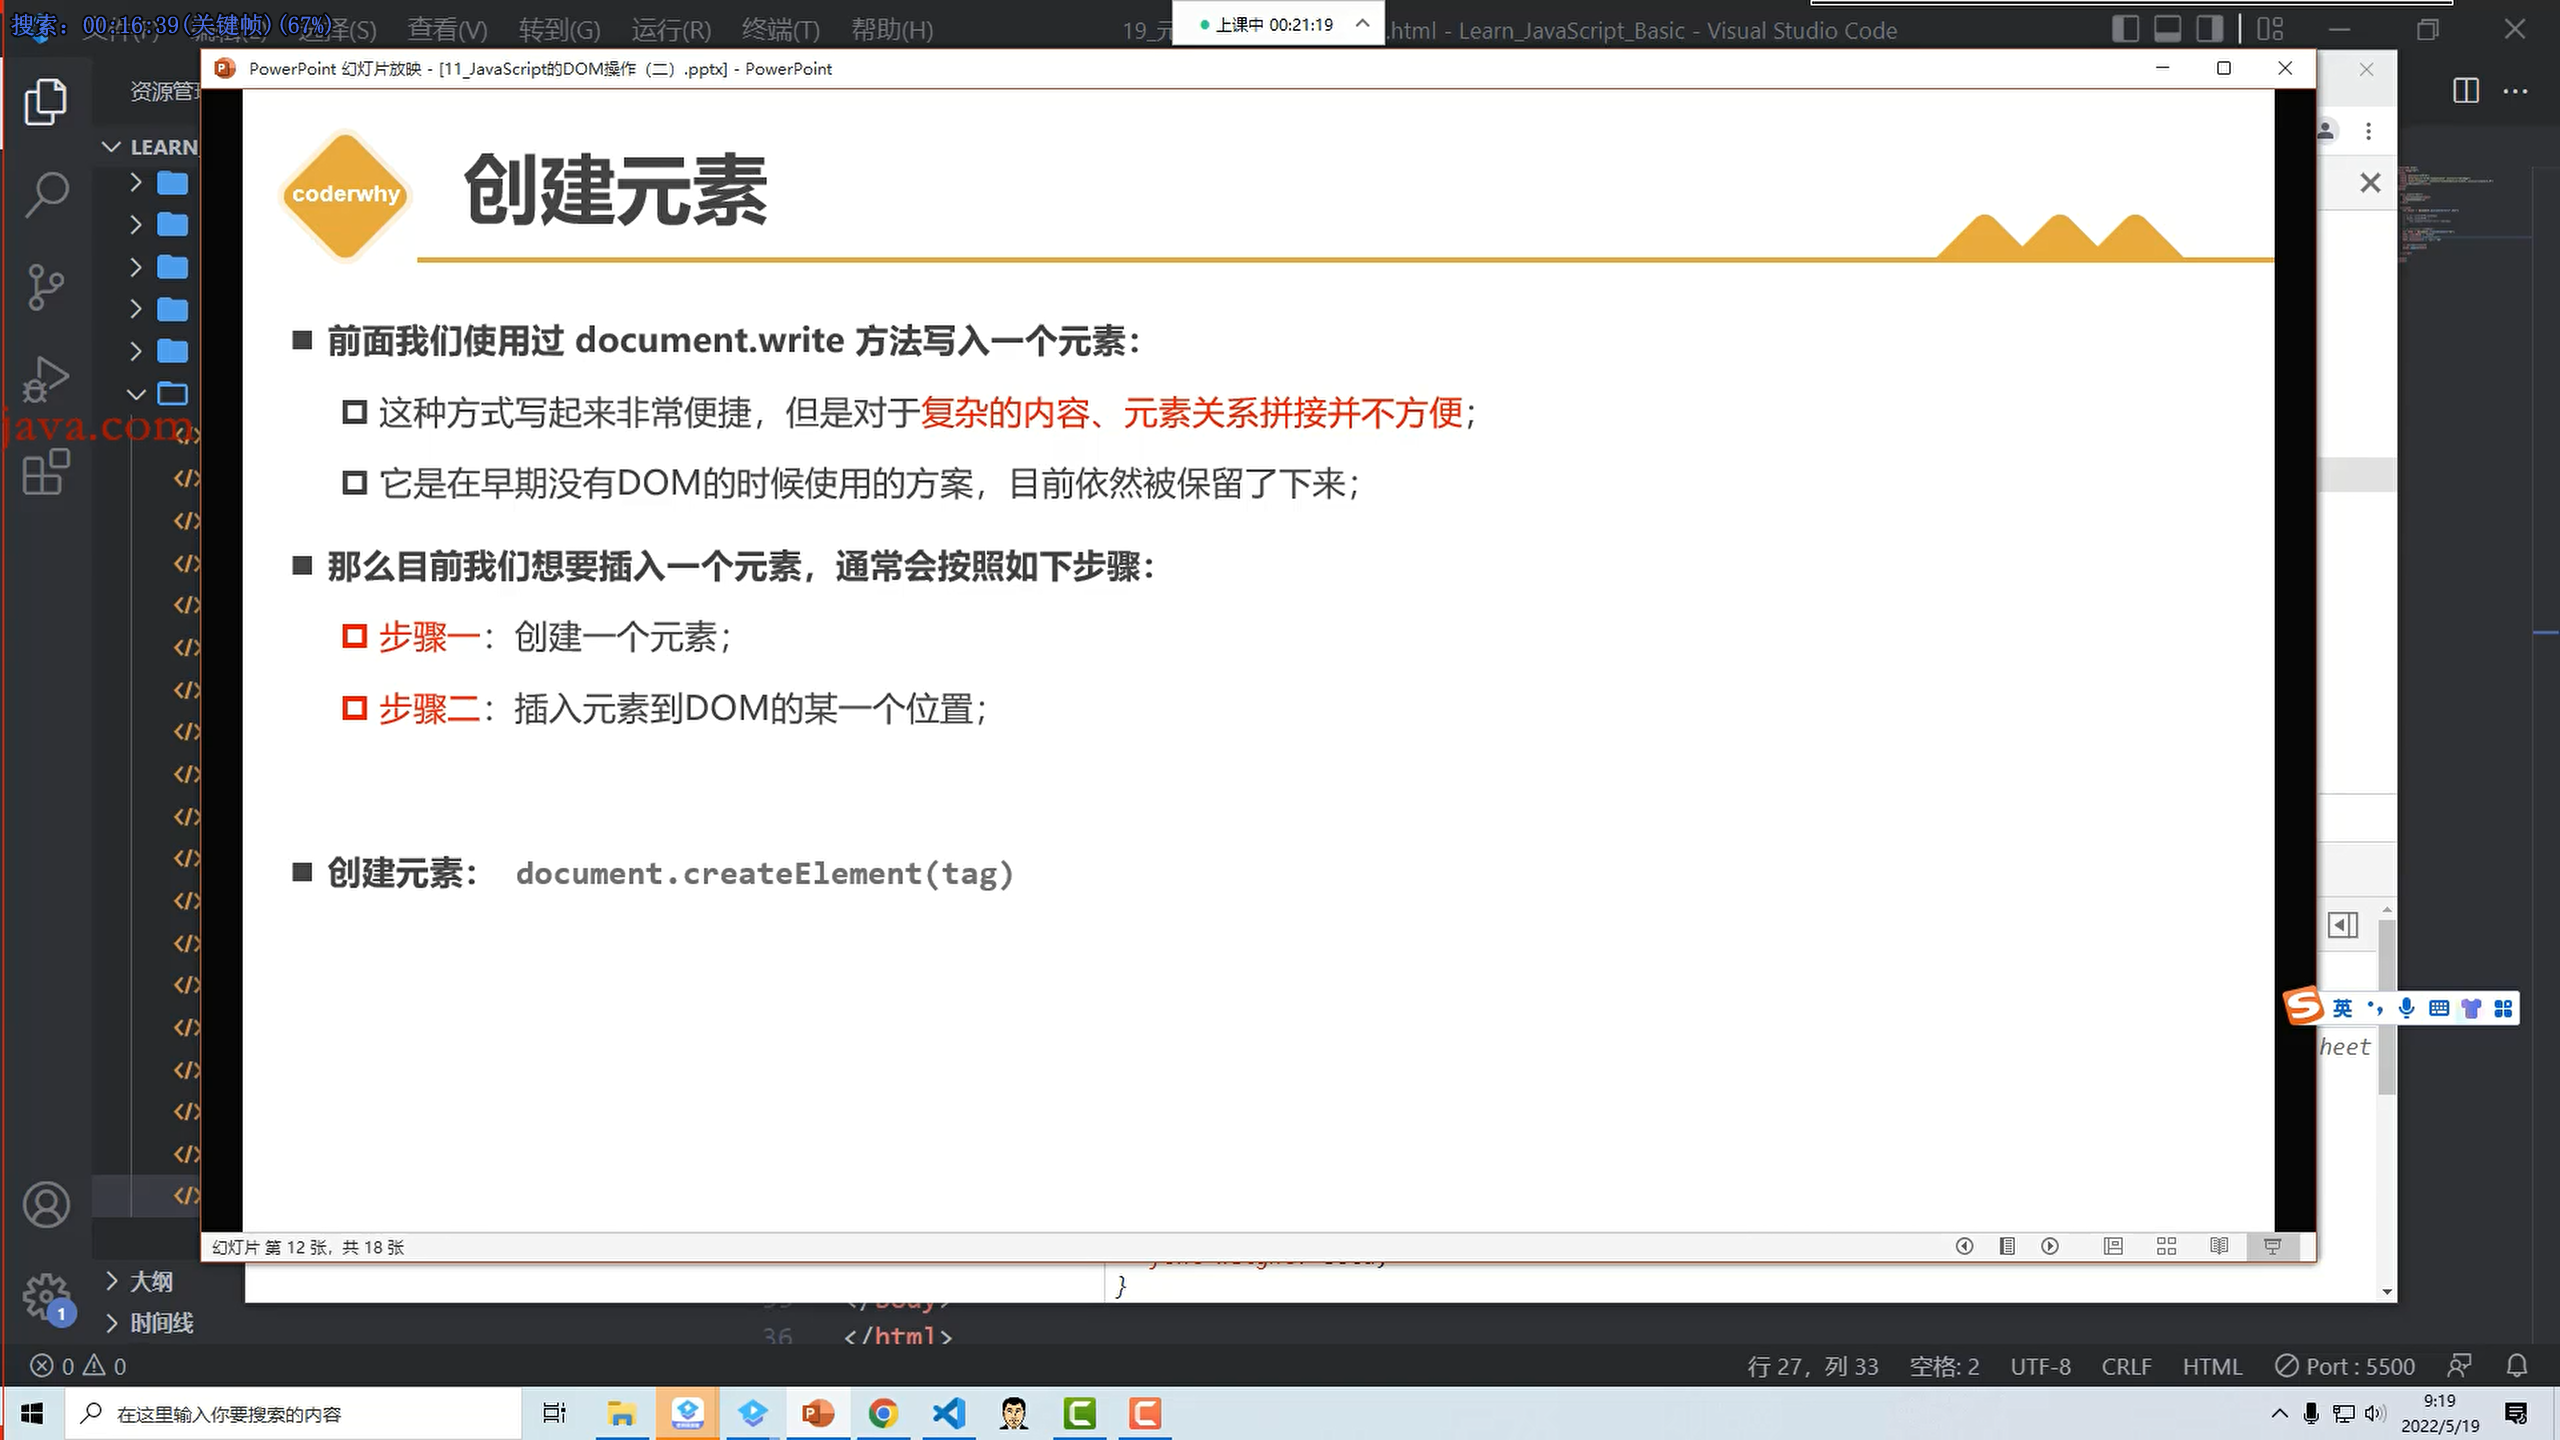 搜索: 00:16:39(关键帧)(67%)
选择(S) 查看(V) 转到(G) 运行(R) 终端(T) 帮助(H)
上课中 00:21:19
19_元
.html - Learn_JavaScript_Basic - Visual Studio Code
PowerPoint 幻灯片放映 - [11_JavaScript的DOM操作（二）.pptx] - PowerPoint
资源管
LEARN
coderwhy
创建元素
前面我们使用过 document.write 方法写入一个元素：
这种方式写起来非常便捷，但是对于复杂的内容、元素关系拼接并不方便；
java.com
它是在早期没有DOM的时候使用的方案，目前依然被保留了下来；
那么目前我们想要插入一个元素，通常会按照如下步骤：
步骤一：创建一个元素；
步骤二：插入元素到DOM的某一个位置；
创建元素： document.createElement(tag)
英
heet
幻灯片 第 12 张，共 18 张
}
大纲
时间线
36 </html>
1
0 0
行 27，列 33 空格: 2 UTF-8 CRLF HTML Port : 5500
在这里输入你要搜索的内容
9:19
2022/5/19